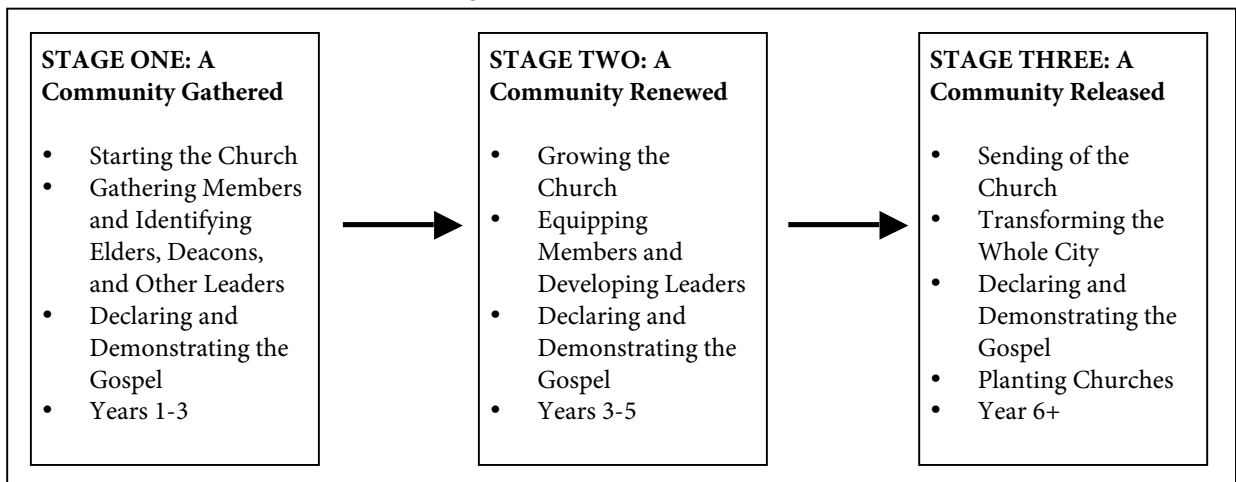 STAGE ONE: A
Community Gathered
• Starting the Church
• Gathering Members
and Identifying
Elders, Deacons,
and Other Leaders
• Declaring and
Demonstrating the
Gospel
• Years 1-3
STAGE TWO: A
Community Renewed
• Growing the
Church
• Equipping
Members and
Developing Leaders
• Declaring and
Demonstrating the
Gospel
• Years 3-5
STAGE THREE: A
Community Released
• Sending of the
Church
• Transforming the
Whole City
• Declaring and
Demonstrating the
Gospel
• Planting Churches
• Year 6+